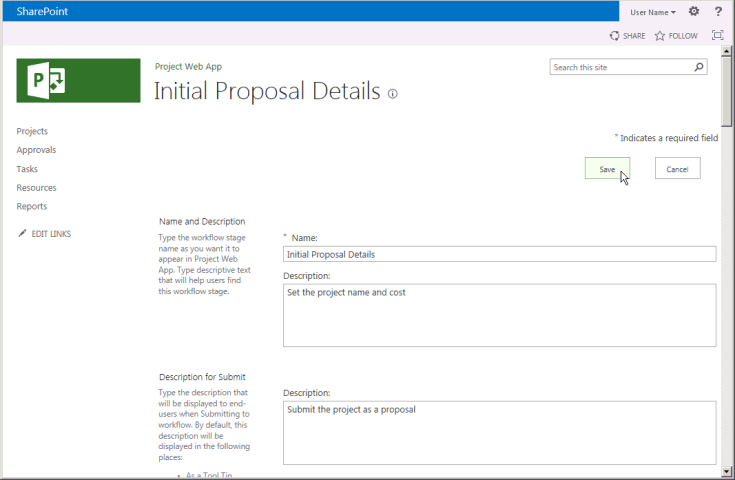 SharePoint
User Name
?
SHARE
FOLLOW
P
Project Web App
Search this site
Initial Proposal Details
Projects
Approvals
Tasks
Resources
Reports
EDIT LINKS
* Indicates a required field
Save
Cancel
Name and Description
Type the workflow stage
name as you want it to
appear in Project Web
App. Type descriptive text
that will help users find
this workflow stage.
* Name:
Initial Proposal Details
Description:
Set the project name and cost
Description for Submit
Type the description that
will be displayed to end-
users when Submitting to
workflow. By default, this
description will be
displayed in the following
places:
• As a Tool Tip
Description:
Submit the project as a proposal